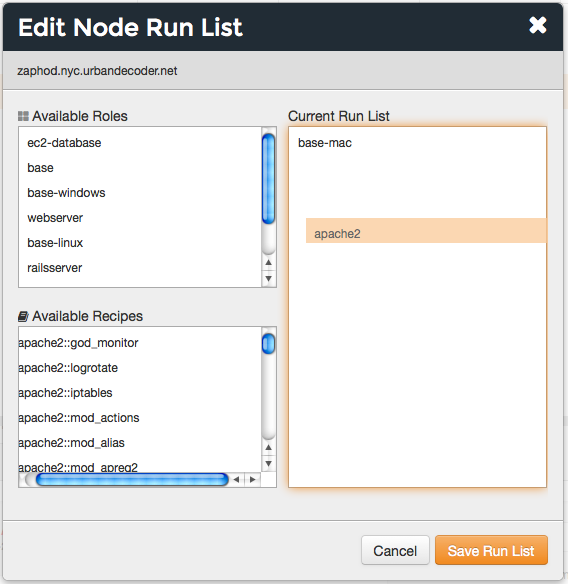 Edit Node Run List
zaphod.nyc.urbandecoder.net
Available Roles
ec2-database
base
base-windows
webserver
base-linux
railsserver
Available Recipes
apache2::god_monitor
apache2::logrotate
apache2::iptables
apache2::mod_actions
apache2::mod_alias
apache2::mod_apreq2
Current Run List
base-mac
apache2
Cancel
Save Run List